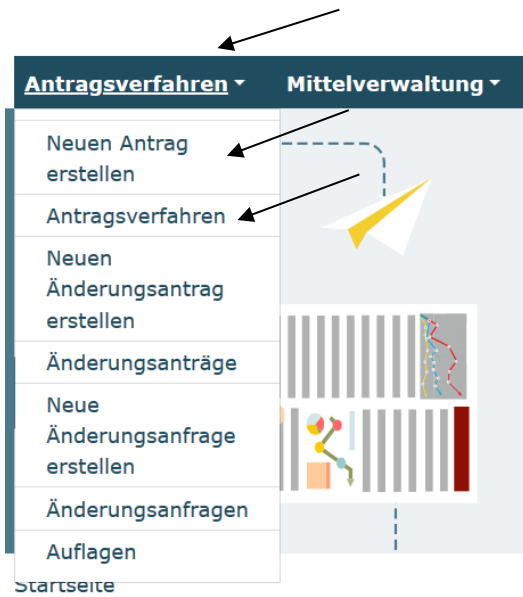 Antragsverfahren Mittelverwaltung
Neuen Antrag
erstellen
Antragsverfahren
Neuen
Änderungsantrag
erstellen
Änderungsanträge
Neue
Änderungsanfrage
erstellen
Änderungsanfragen
Auflagen
Startseite